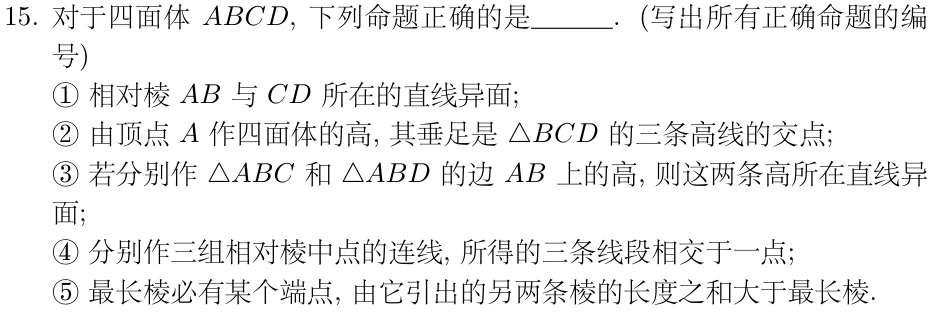 15. 对于四面体 ABCD, 下列命题正确的是______. (写出所有正确命题的编
号)
① 相对棱 AB 与 CD 所在的直线异面;
② 由顶点 A 作四面体的高, 其垂足是 △BCD 的三条高线的交点;
③ 若分别作 △ABC 和 △ABD 的边 AB 上的高, 则这两条高所在直线异
面;
④ 分别作三组相对棱中点的连线, 所得的三条线段相交于一点;
⑤ 最长棱必有某个端点, 由它引出的另两条棱的长度之和大于最长棱.